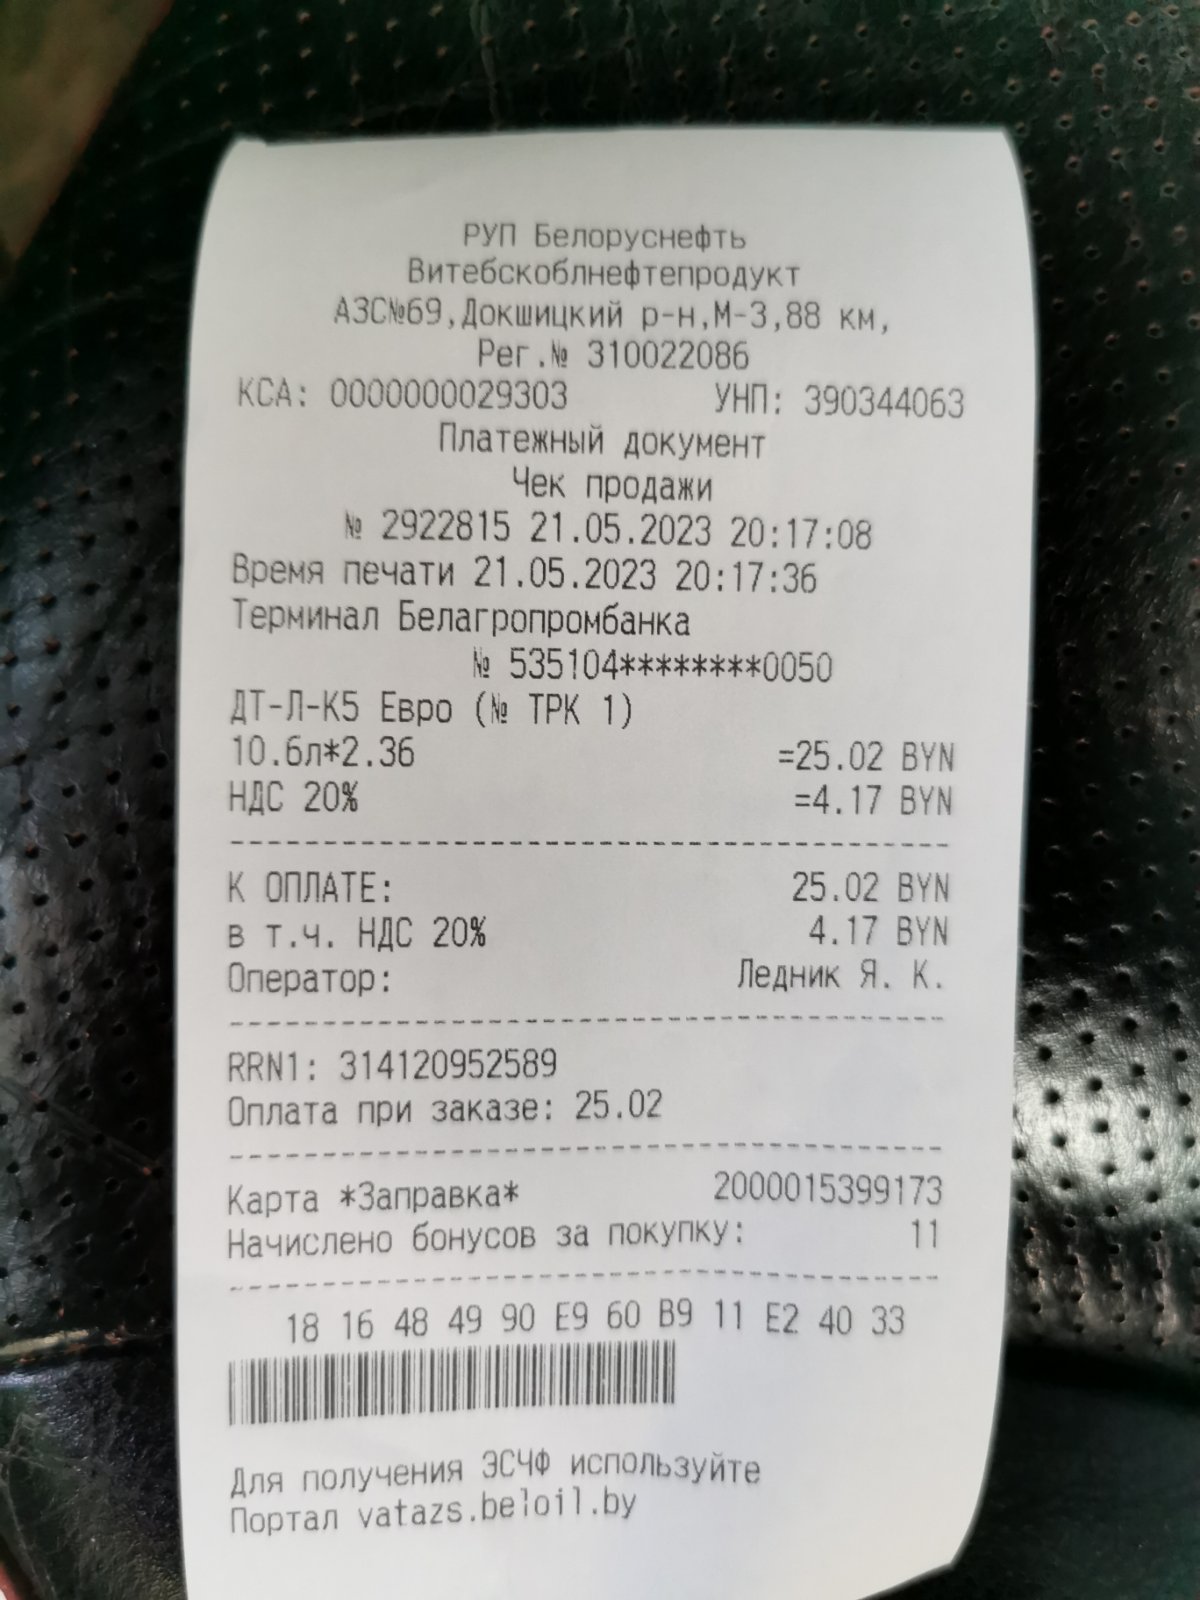 РУП Белоруснефть
Витебскоблнефтепродукт
АЗС№69,Докшицкий р-н,М-3,88 км,
Рег.№ 310022086
КСА: 0000000029303 УНП: 390344063
Платежный документ
Чек продажи
№ 2922815 21.05.2023 20:17:08
Время печати 21.05.2023 20:17:36
Терминал Белагропромбанка
№ 535104********0050
ДТ-Л-К5 Евро (№ ТРК 1)
10.6л*2.36 =25.02 BYN
НДС 20% =4.17 BYN
К ОПЛАТЕ: 25.02 BYN
в т.ч. НДС 20% 4.17 BYN
Оператор: Ледник Я. К.
RRN1: 314120952589
Оплата при заказе: 25.02
Карта *Заправка* 2000015399173
Начислено бонусов за покупку: 11
18 16 48 49 90 E9 60 B9 11 E2 40 33
Для получения ЭСЧФ используйте
Портал vatazs.beloil.by